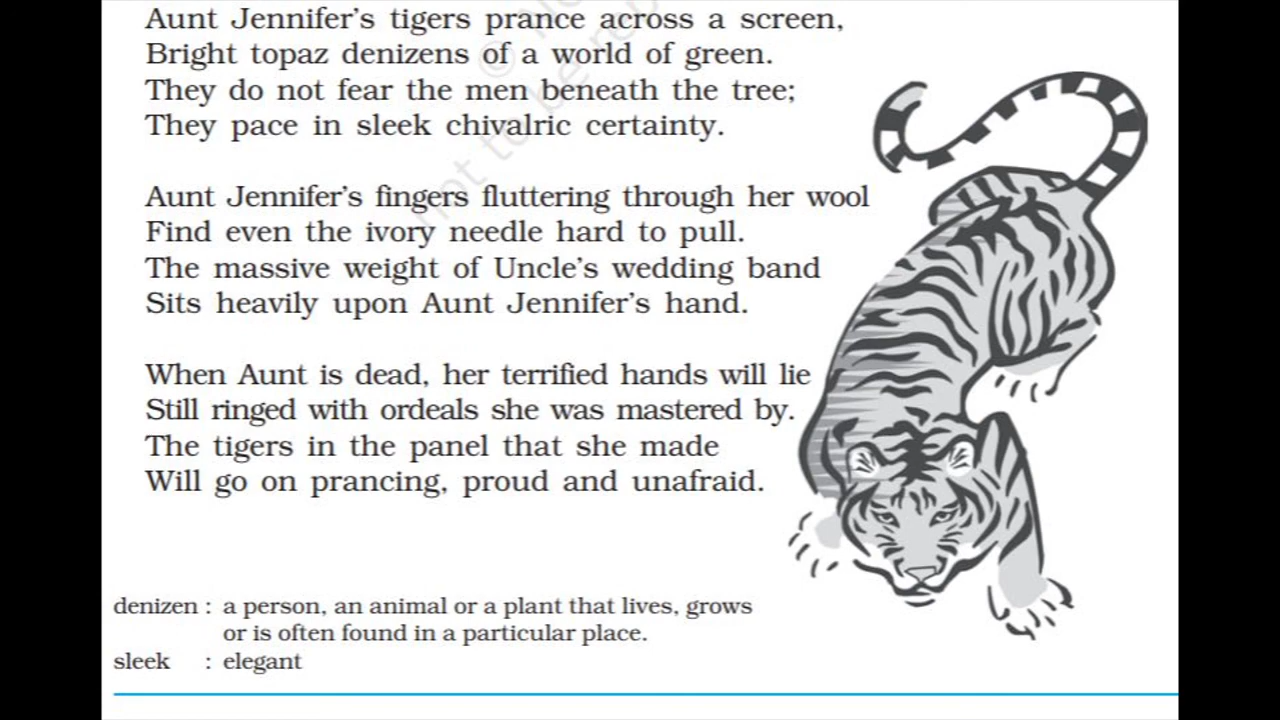 Aunt Jennifer's tigers prance across a screen,
Bright topaz denizens of a world of green.
They do not fear the men beneath the tree;
They pace in sleek chivalric certainty.
Aunt Jennifer's fingers fluttering through her wool
Find even the ivory needle hard to pull.
The massive weight of Uncle's wedding band
Sits heavily upon Aunt Jennifer's hand.
When Aunt is dead, her terrified hands will lie
Still ringed with ordeals she was mastered by.
The tigers in the panel that she made
Will go on prancing, proud and unafraid.
denizen : a person, an animal or a plant that lives, grows
or is often found in a particular place.
sleek : elegant
© No
not to be rep